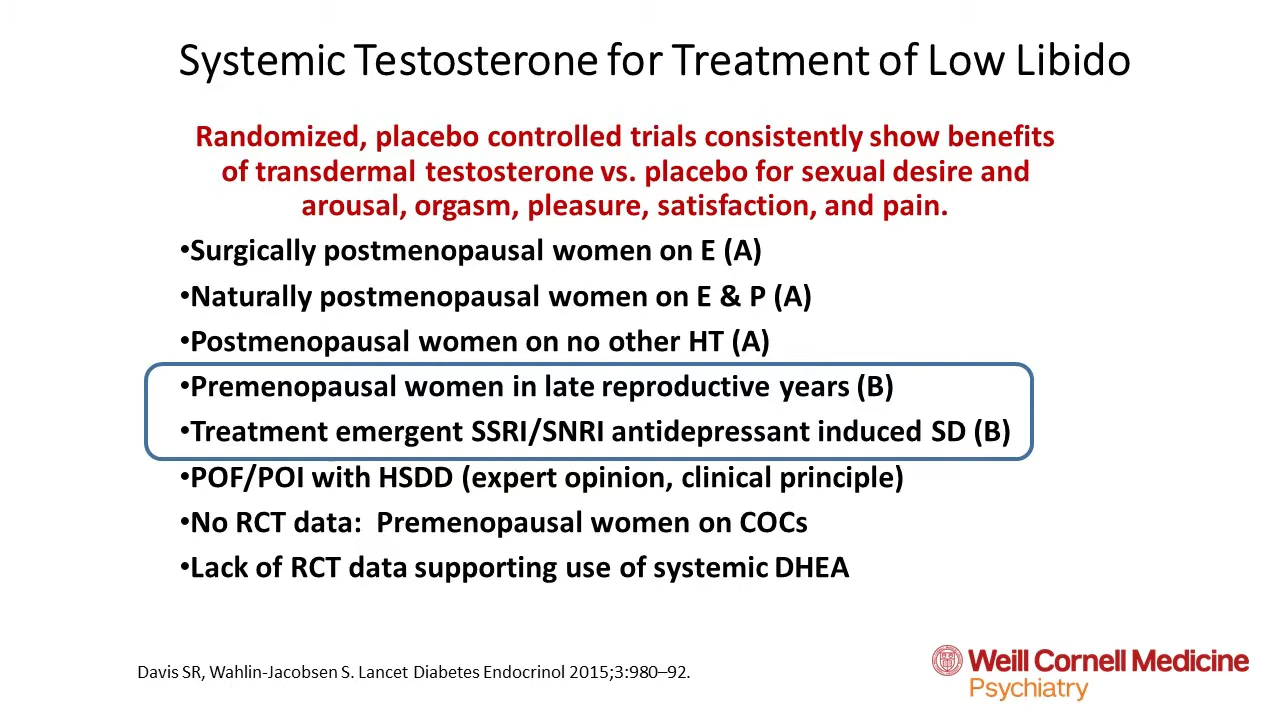 Systemic Testosterone for Treatment of Low Libido
Randomized, placebo controlled trials consistently show benefits
of transdermal testosterone vs. placebo for sexual desire and
arousal, orgasm, pleasure, satisfaction, and pain.
•Surgically postmenopausal women on E (A)
•Naturally postmenopausal women on E & P (A)
•Postmenopausal women on no other HT (A)
•Premenopausal women in late reproductive years (B)
•Treatment emergent SSRI/SNRI antidepressant induced SD (B)
•POF/POI with HSDD (expert opinion, clinical principle)
•No RCT data:  Premenopausal women on COCs
•Lack of RCT data supporting use of systemic DHEA
Davis SR, Wahlin-Jacobsen S. Lancet Diabetes Endocrinol 2015;3:980–92.
Weill Cornell Medicine
Psychiatry